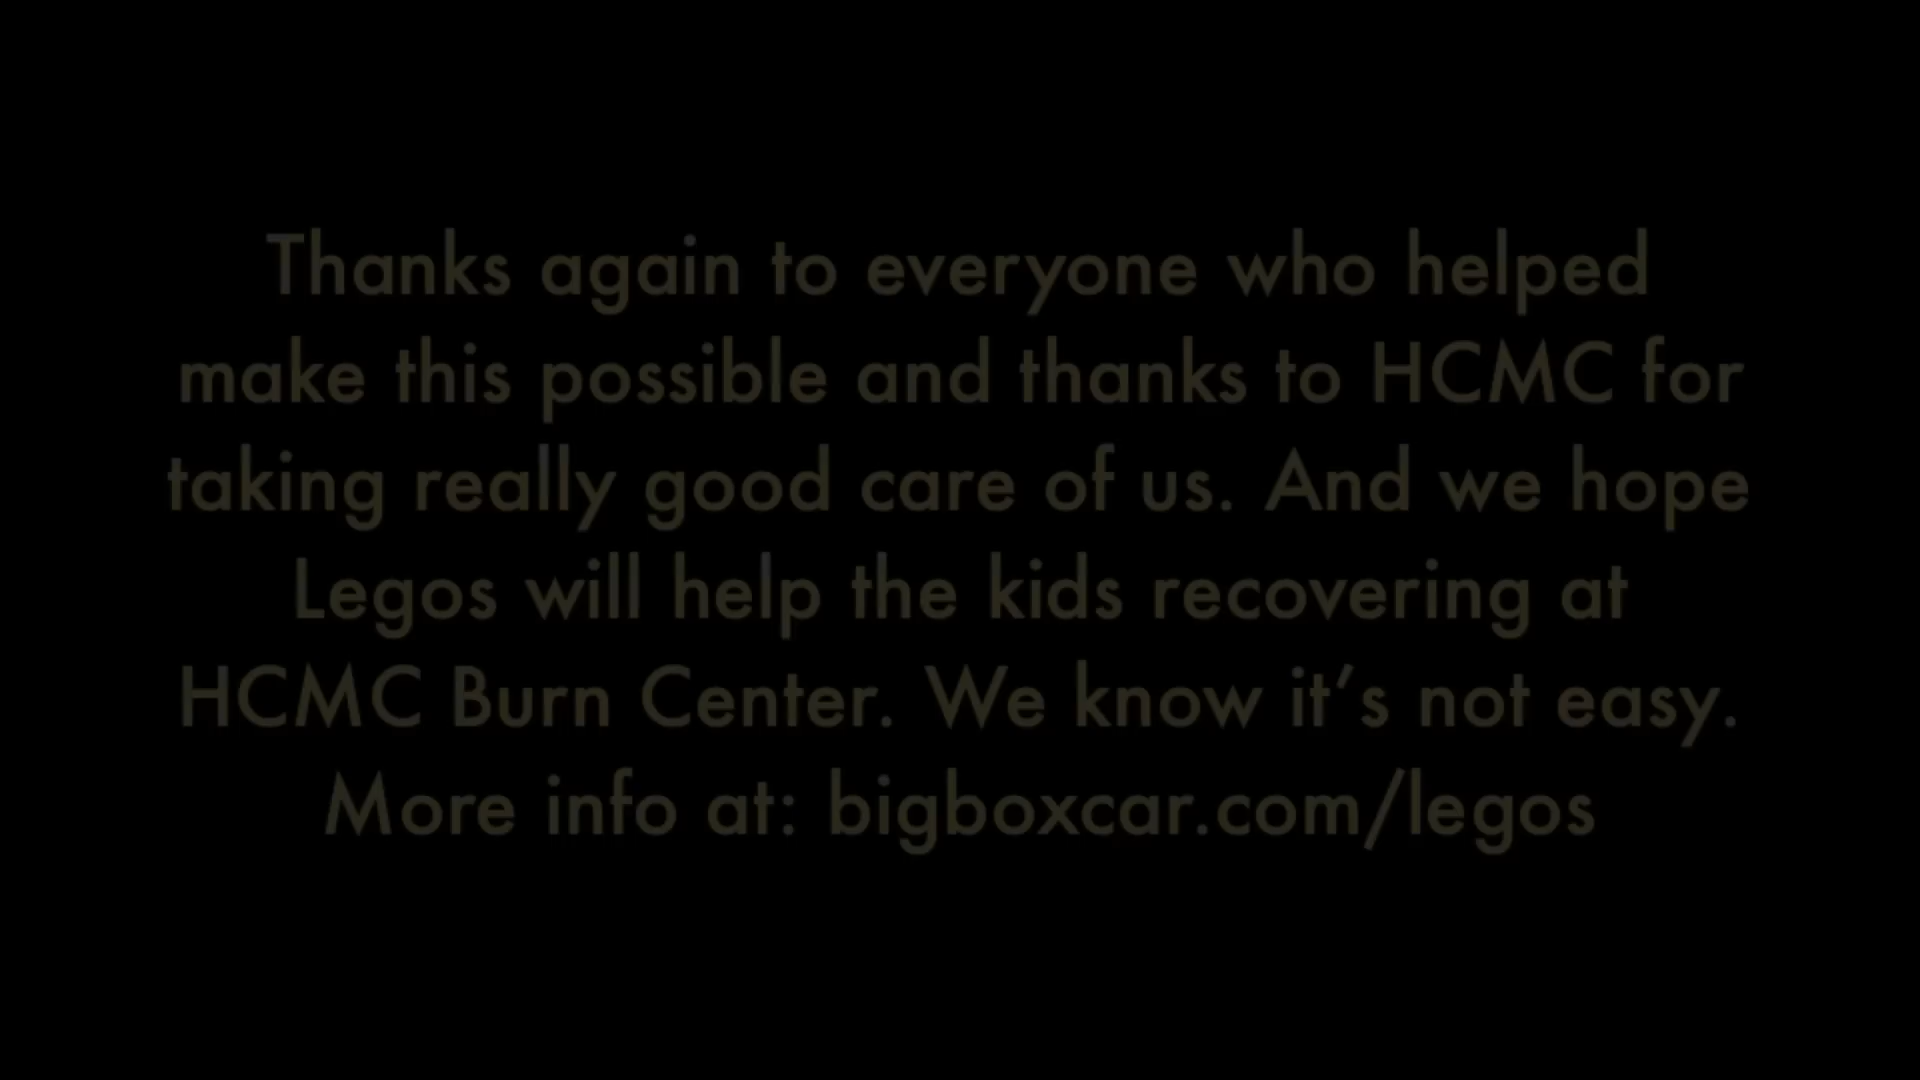 Thanks again to everyone who helped
make this possible and thanks to HCMC for
taking really good care of us. And we hope
Legos will help the kids recovering at
HCMC Burn Center. We know it’s not easy.
More info at: bigboxcar.com/legos